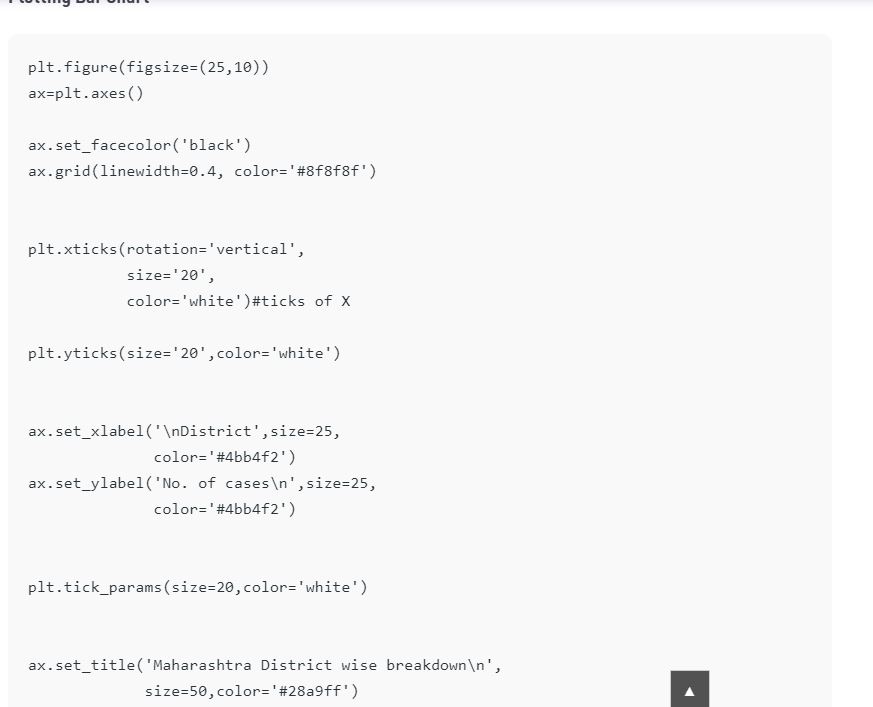 Plotting Bar Chart
plt.figure(figsize=(25,10))
ax=plt.axes()
ax.set_facecolor('black')
ax.grid(linewidth=0.4, color='#8f8f8f')
plt.xticks(rotation='vertical',
size='20',
color='white')#ticks of X
plt.yticks(size='20',color='white')
ax.set_xlabel('\nDistrict',size=25,
color='#4bb4f2')
ax.set_ylabel('No. of cases\n',size=25,
color='#4bb4f2')
plt.tick_params(size=20,color='white')
ax.set_title('Maharashtra District wise breakdown\n',
size=50,color='#28a9ff')